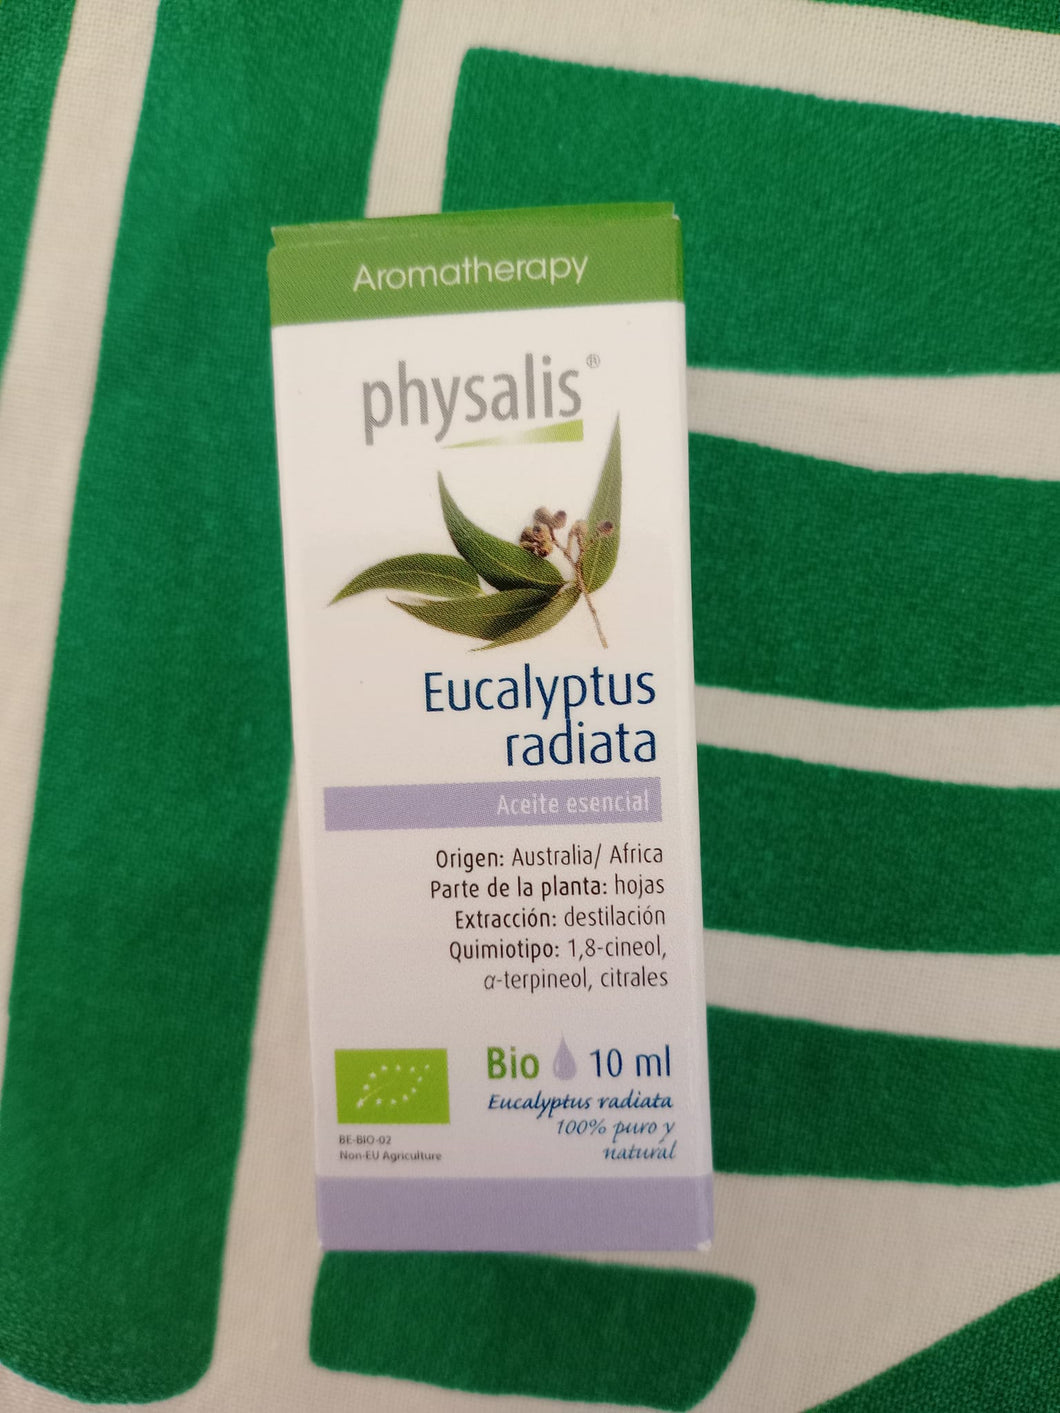 Aromatherapy
physalis®
Eucalyptus
radiata
Aceite esencial
Origen: Australia/ Africa
Parte de la planta: hojas
Extracción: destilación
Quimiotipo: 1,8-cineol,
α-terpineol, citrales
Bio 10 ml
Eucalyptus radiata
100% puro y
natural
BE-BIO-02
Non-EU Agriculture